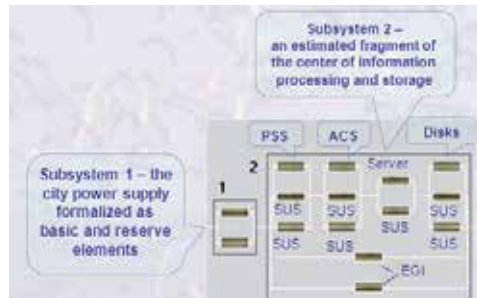 Subsystem 2 –
an estimated fragment of
the center of information
processing and storage
PSS
ACS
Disks
Subsystem 1 – the
city power supply
formalized as
basic and reserve
elements
1
2
Server
SUS
SUS
SUS
SUS
SUS
SUS
SUS
EGI